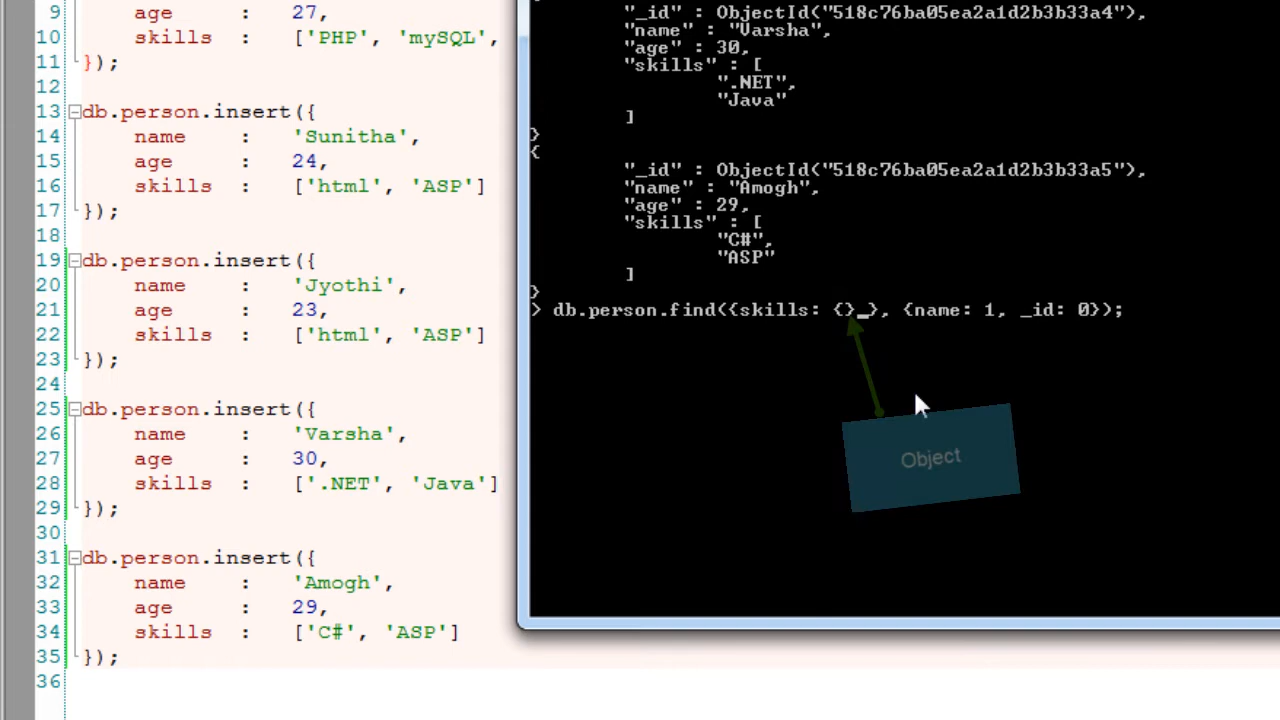 9 age : 27,
10 skills : ['PHP', 'mySQL',
11 });
12
13 db.person.insert({
14 name : 'Sunitha',
15 age : 24,
16 skills : ['html', 'ASP']
17 });
18
19 db.person.insert({
20 name : 'Jyothi',
21 age : 23,
22 skills : ['html', 'ASP']
23 });
24
25 db.person.insert({
26 name : 'Varsha',
27 age : 30,
28 skills : ['.NET', 'Java']
29 });
30
31 db.person.insert({
32 name : 'Amogh',
33 age : 29,
34 skills : ['C#', 'ASP']
35 });
36
"_id" : ObjectId("518c76ba05ea2a1d2b3b33a4"),
"name" : "Varsha",
"age" : 30,
"skills" : [
".NET",
"Java"
]
}
{
"_id" : ObjectId("518c76ba05ea2a1d2b3b33a5"),
"name" : "Amogh",
"age" : 29,
"skills" : [
"C#",
"ASP"
]
}
> db.person.find({skills: {}_}, {name: 1, _id: 0});
Object